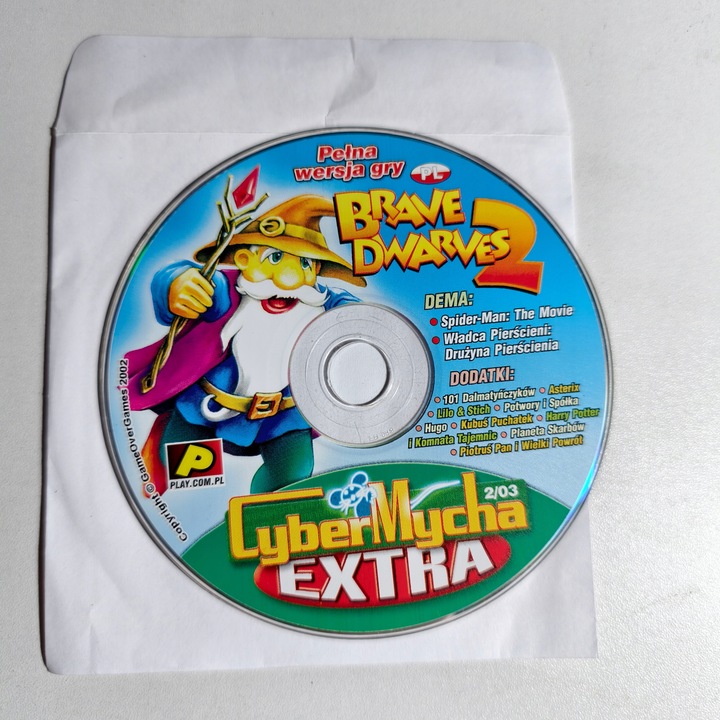 Pełna
wersja gry PL
BRAVE
DWARVES 2
DEMA:
• Spider-Man: The Movie
• Władca Pierścieni:
Drużyna Pierścienia
DODATKI:
• 101 Dalmatyńczyków • Asterix
• Lilo & Stich • Potwory i Spółka
• Hugo • Kubuś Puchatek • Harry Potter
i Komnata Tajemnic • Planeta Skarbów
• Piotruś Pan i Wielki Powrót
P
PLAY.COM.PL
Copyright © GameOverGames 2002
CyberMycha 2/03
EXTRA